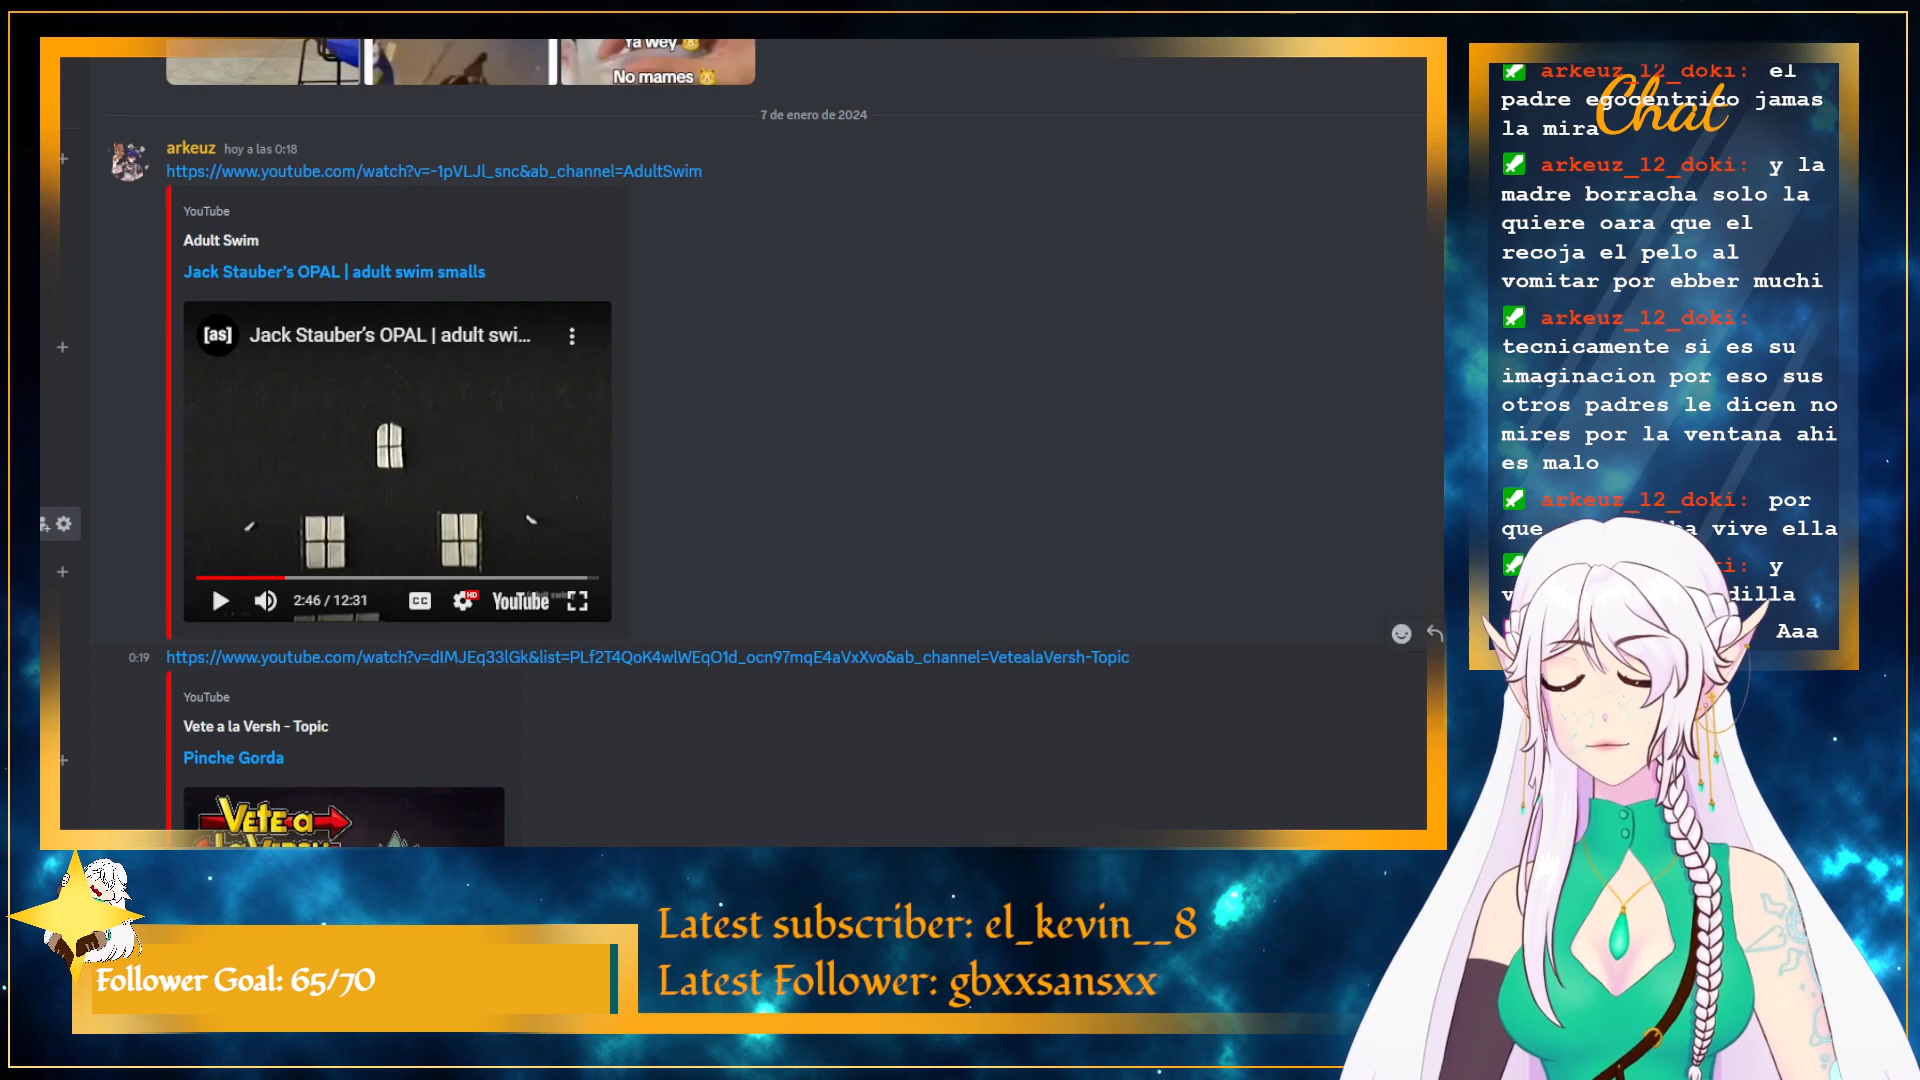 Ya wey
No mames
7 de enero de 2024
arkeuz hoy a las 0:18
https://www.youtube.com/watch?v=-1pVLJl_snc&ab_channel=AdultSwim
YouTube
Adult Swim
Jack Stauber's OPAL | adult swim smalls
[as] Jack Stauber's OPAL | adult swi...
2:46 / 12:31
CC
HD
YouTube
0:19 https://www.youtube.com/watch?v=dIMJEq33lGk&list=PLf2T4QoK4wlWEqO1d_ocn97mqE4aVxXvo&ab_channel=VetealaVersh-Topic
YouTube
Vete a la Versh - Topic
Pinche Gorda
VETE a
Chat
arkeuz_12_doki: el
padre egocentrico jamas
la mira
arkeuz_12_doki: y la
madre borracha solo la
quiere oara que el
recoja el pelo al
vomitar por ebber muchi
arkeuz_12_doki:
tecnicamente si es su
imaginacion por eso sus
otros padres le dicen no
mires por la ventana ahi
es malo
arkeuz_12_doki: por
que vive ella
y
Aaa
Follower Goal: 65/70
Latest subscriber: el_kevin__8
Latest Follower: gbxxsansxx